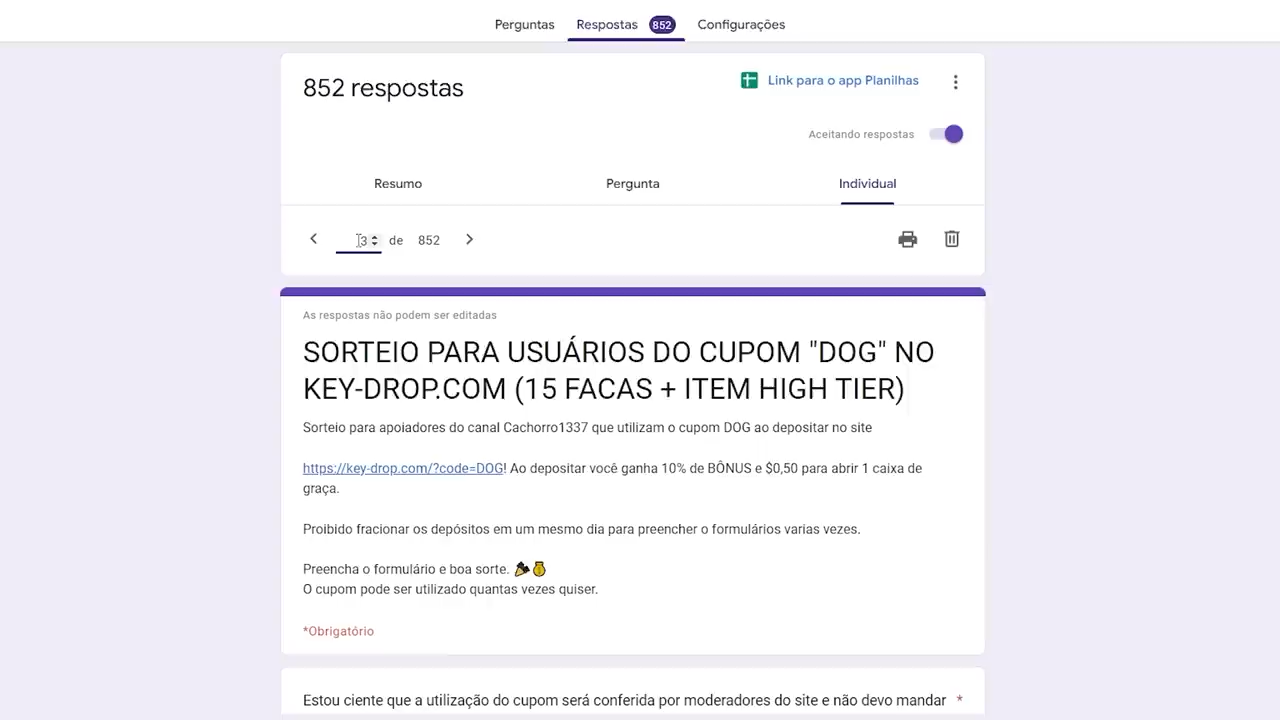 Perguntas Respostas 852 Configurações
852 respostas
Link para o app Planilhas
Aceitando respostas
Resumo Pergunta Individual
3 de 852
As respostas não podem ser editadas
SORTEIO PARA USUÁRIOS DO CUPOM "DOG" NO
KEY-DROP.COM (15 FACAS + ITEM HIGH TIER)
Sorteio para apoiadores do canal Cachorro1337 que utilizam o cupom DOG ao depositar no site
https://key-drop.com/?code=DOG! Ao depositar você ganha 10% de BÔNUS e $0,50 para abrir 1 caixa de
graça.
Proibido fracionar os depósitos em um mesmo dia para preencher o formulários varias vezes.
Preencha o formulário e boa sorte. 🎉💰
O cupom pode ser utilizado quantas vezes quiser.
*Obrigatório
Estou ciente que a utilização do cupom será conferida por moderadores do site e não devo mandar *